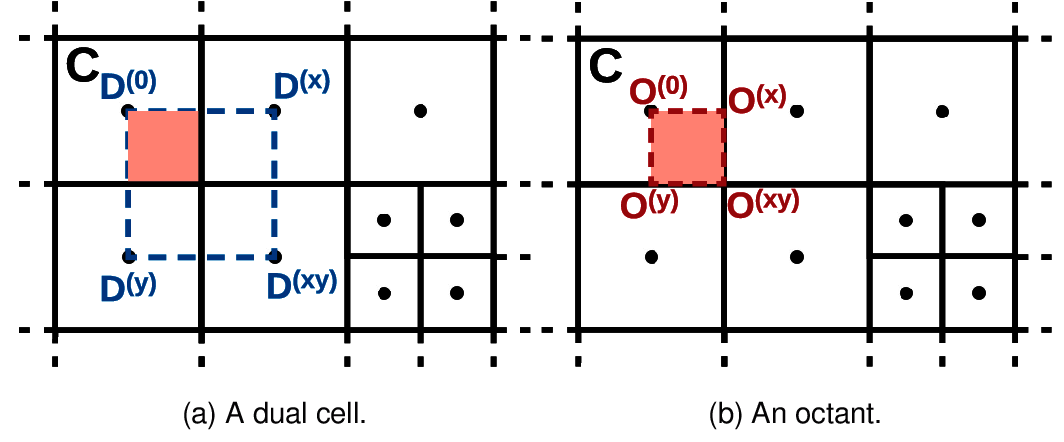 C D(0) D(x)
D(y) D(xy)
(a) A dual cell.
C O(0) O(x)
O(y) O(xy)
(b) An octant.